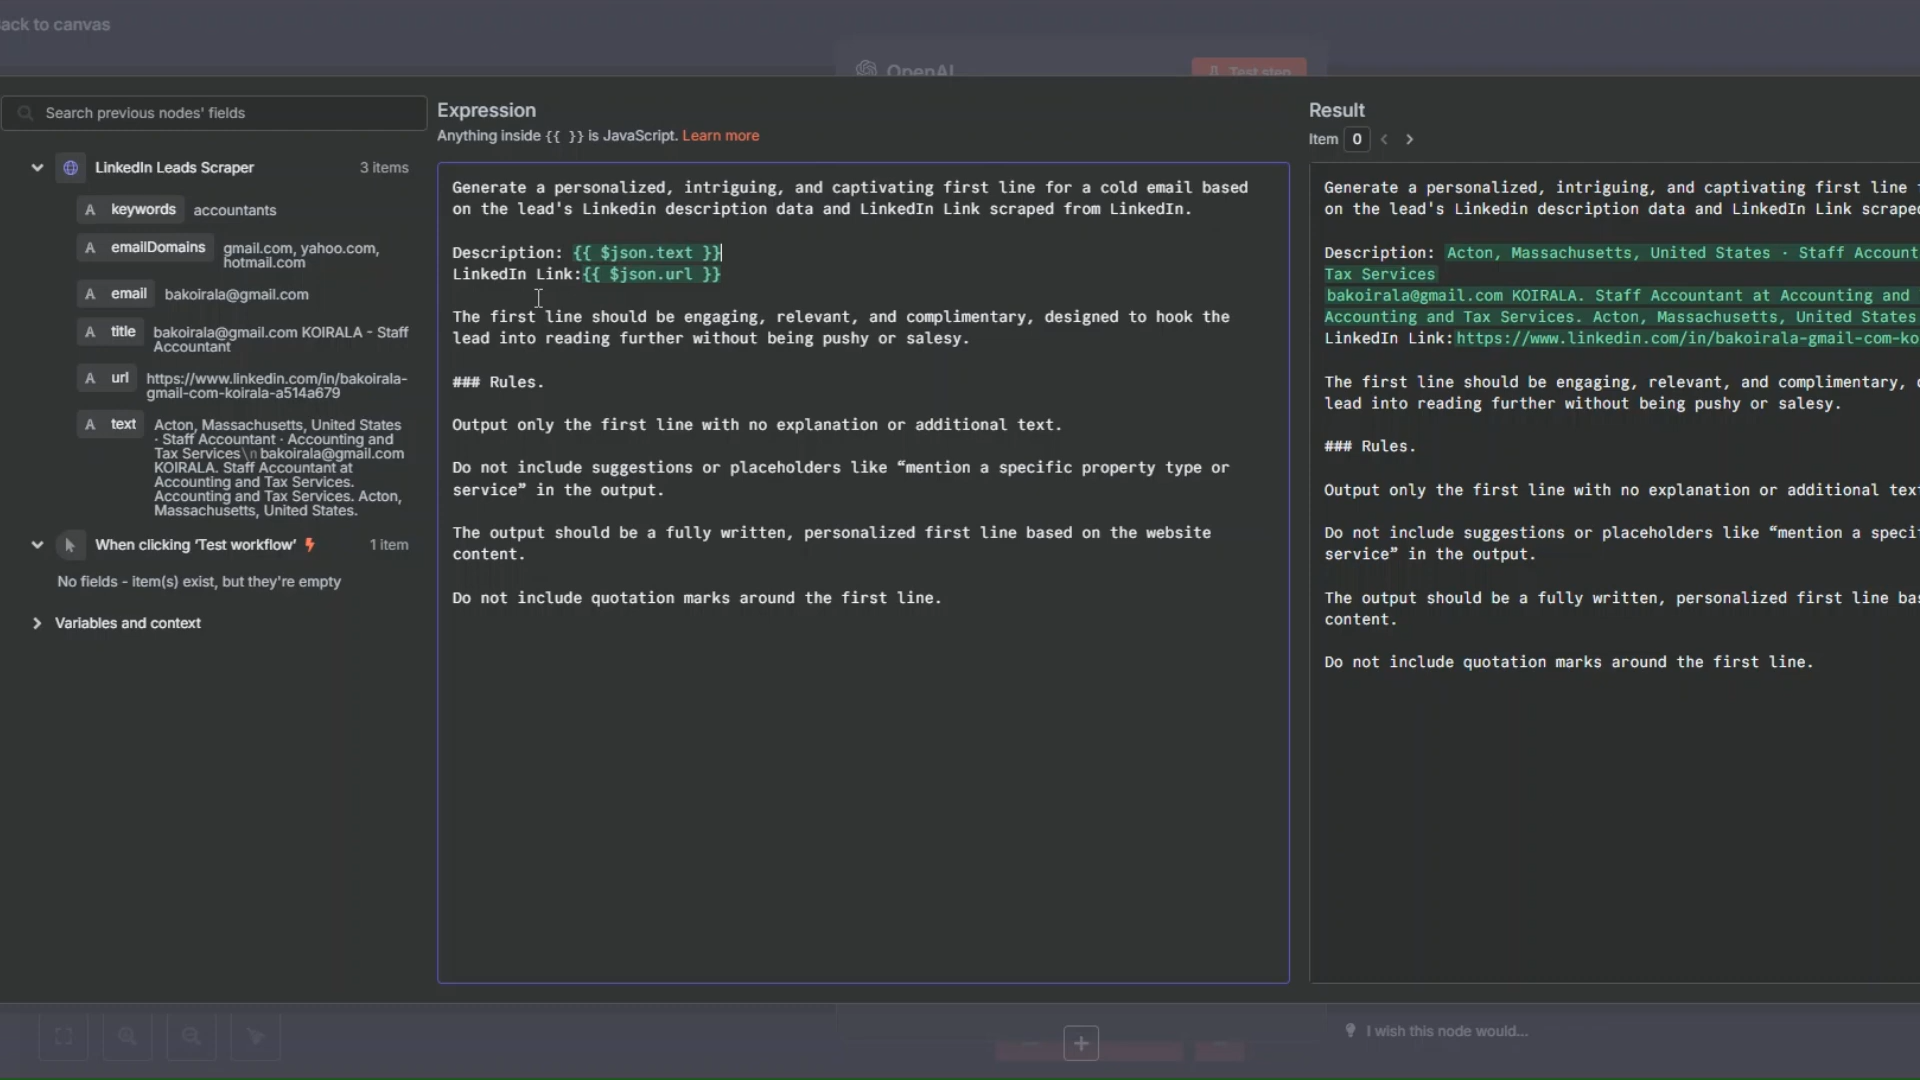 ack to canvas
OpenAI
Test step
Search previous nodes' fields
LinkedIn Leads Scraper 3 items
A keywords accountants
A emailDomains gmail.com, yahoo.com,
hotmail.com
A email bakoirala@gmail.com
A title bakoirala@gmail.com KOIRALA - Staff
Accountant
A url https://www.linkedin.com/in/bakoirala-
gmail-com-koirala-a514a679
A text Acton, Massachusetts, United States
· Staff Accountant · Accounting and
Tax Services\n bakoirala@gmail.com
KOIRALA. Staff Accountant at
Accounting and Tax Services.
Accounting and Tax Services. Acton,
Massachusetts, United States.
When clicking ‘Test workflow’ 1 item
No fields - item(s) exist, but they're empty
Variables and context
Expression
Anything inside {{ }} is JavaScript. Learn more
Generate a personalized, intriguing, and captivating first line for a cold email based
on the lead's Linkedin description data and LinkedIn Link scraped from LinkedIn.
Description: {{ $json.text }}
LinkedIn Link:{{ $json.url }}
The first line should be engaging, relevant, and complimentary, designed to hook the
lead into reading further without being pushy or salesy.
### Rules.
Output only the first line with no explanation or additional text.
Do not include suggestions or placeholders like “mention a specific property type or
service” in the output.
The output should be a fully written, personalized first line based on the website
content.
Do not include quotation marks around the first line.
Result
Item 0
Generate a personalized, intriguing, and captivating first line
on the lead's Linkedin description data and LinkedIn Link scrape
Description: Acton, Massachusetts, United States · Staff Account
Tax Services
bakoirala@gmail.com KOIRALA. Staff Accountant at Accounting and
Accounting and Tax Services. Acton, Massachusetts, United States
LinkedIn Link:https://www.linkedin.com/in/bakoirala-gmail-com-ko
The first line should be engaging, relevant, and complimentary,
lead into reading further without being pushy or salesy.
### Rules.
Output only the first line with no explanation or additional tex
Do not include suggestions or placeholders like “mention a speci
service” in the output.
The output should be a fully written, personalized first line ba
content.
Do not include quotation marks around the first line.
I wish this node would...